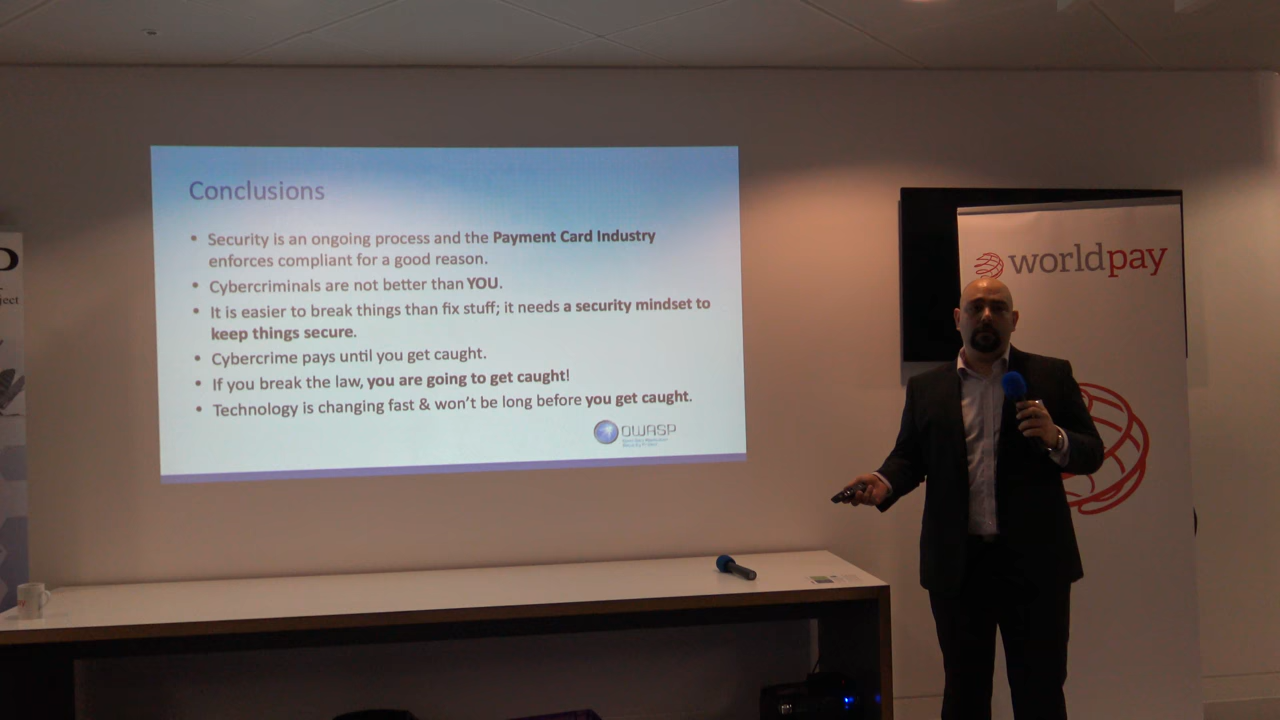 Conclusions
• Security is an ongoing process and the Payment Card Industry
enforces compliant for a good reason.
• Cybercriminals are not better than YOU.
• It is easier to break things than fix stuff; it needs a security mindset to
keep things secure.
• Cybercrime pays until you get caught.
• If you break the law, you are going to get caught!
• Technology is changing fast & won't be long before you get caught.
OWASP
worldpay